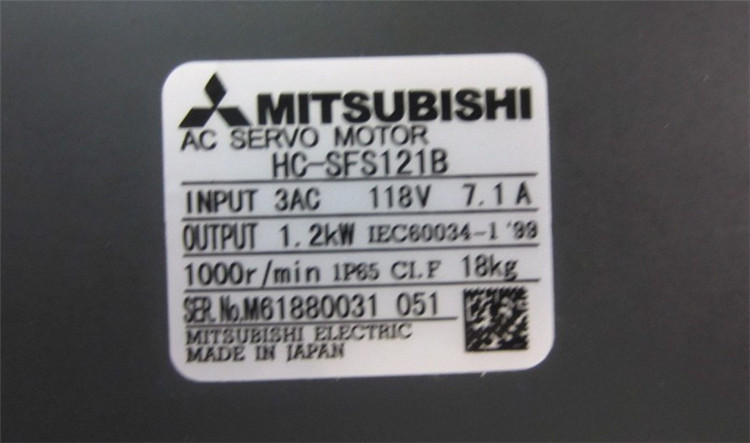 MITSUBISHI
AC SERVO MOTOR
HC-SFS121B
INPUT 3AC 118V 7.1A
OUTPUT 1.2kW IEC60034-1 '99
1000r/min IP65 CI.F 18kg
SER.No.M61880031 051
MITSUBISHI ELECTRIC
MADE IN JAPAN